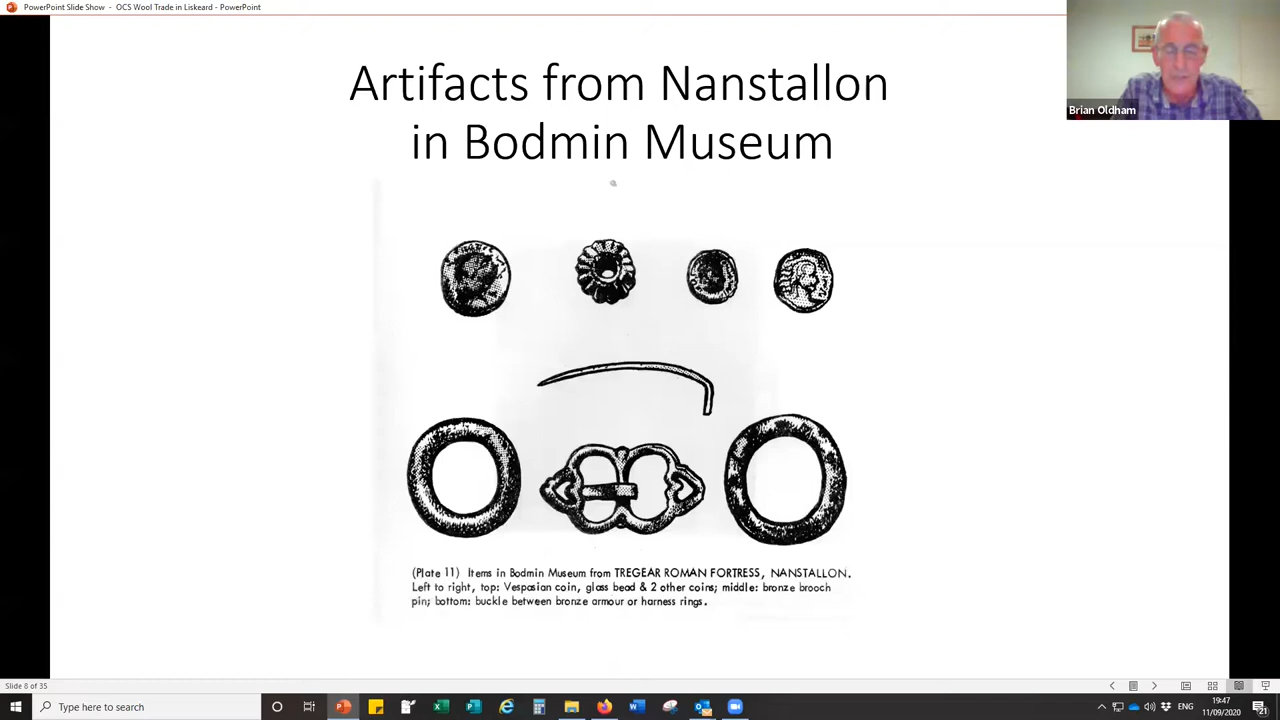 PowerPoint Slide Show - OCS Wool Trade in Liskeard - PowerPoint
Brian Oldham
Artifacts from Nanstallon
in Bodmin Museum
(Plate 11) Items in Bodmin Museum from TREGEAR ROMAN FORTRESS, NANSTALLON.
Left to right, top: Vespasian coin, glass bead & 2 other coins; middle: bronze brooch
pin; bottom: buckle between bronze armour or harness rings.
Slide 8 of 35
Type here to search
ENG
19:47
11/09/2020
21